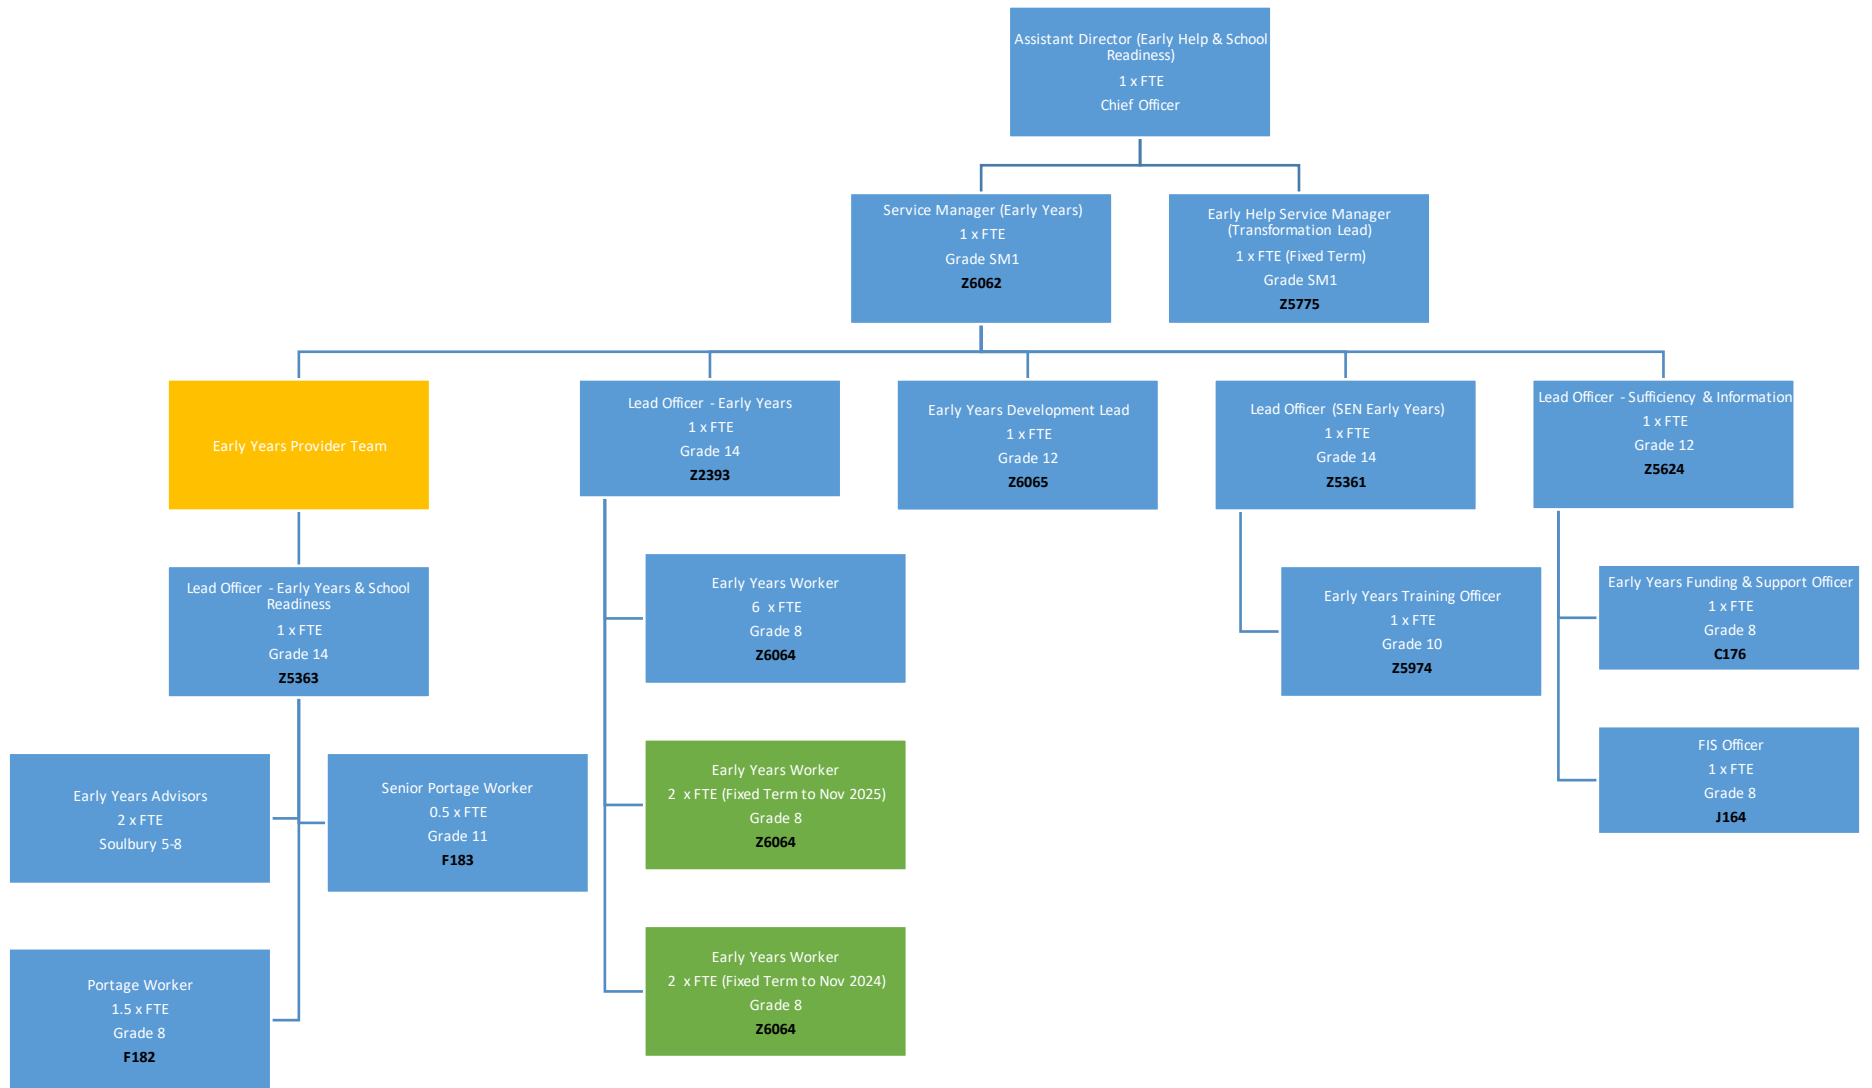 Assistant Director (Early Help & School
Readiness)
1 x FTE
Chief Officer
Service Manager (Early Years)
1 x FTE
Grade SM1
Z6062
Early Help Service Manager
(Transformation Lead)
1 x FTE (Fixed Term)
Grade SM1
Z5775
Early Years Provider Team
Lead Officer - Early Years
1 x FTE
Grade 14
Z2393
Early Years Development Lead
1 x FTE
Grade 12
Z6065
Lead Officer (SEN Early Years)
1 x FTE
Grade 14
Z5361
Lead Officer - Sufficiency & Information
1 x FTE
Grade 12
Z5624
Lead Officer - Early Years & School
Readiness
1 x FTE
Grade 14
Z5363
Early Years Worker
6 x FTE
Grade 8
Z6064
Early Years Training Officer
1 x FTE
Grade 10
Z5974
Early Years Funding & Support Officer
1 x FTE
Grade 8
C176
Early Years Advisors
2 x FTE
Soulbury 5-8
Senior Portage Worker
0.5 x FTE
Grade 11
F183
Early Years Worker
2 x FTE (Fixed Term to Nov 2025)
Grade 8
Z6064
FIS Officer
1 x FTE
Grade 8
J164
Portage Worker
1.5 x FTE
Grade 8
F182
Early Years Worker
2 x FTE (Fixed Term to Nov 2024)
Grade 8
Z6064